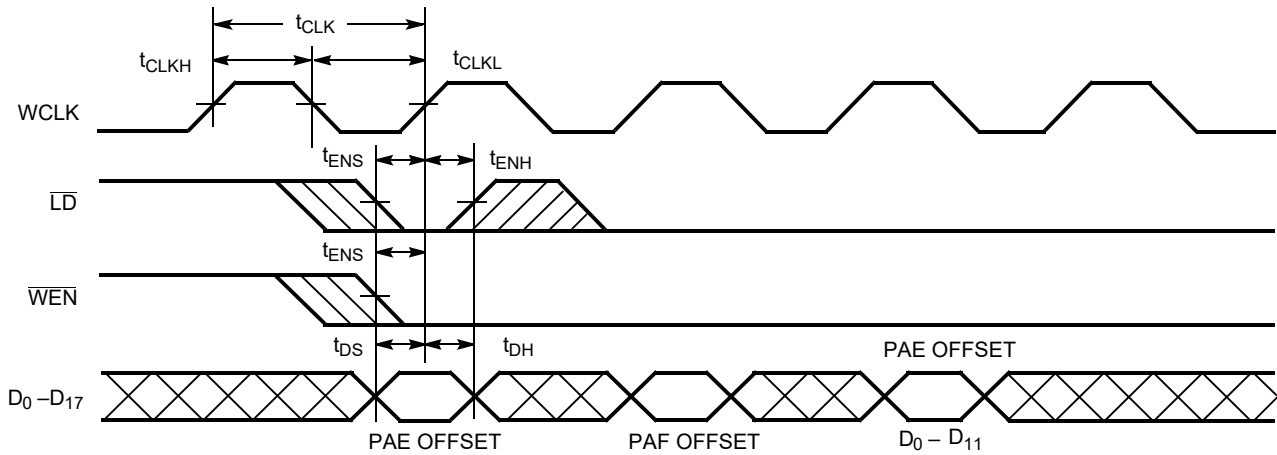 tCLK
tCLKH
tCLKL
WCLK
tENS
tENH
LD
tENS
WEN
tDS
tDH
PAE OFFSET
D0 –D17
PAE OFFSET
PAF OFFSET
D0 – D11